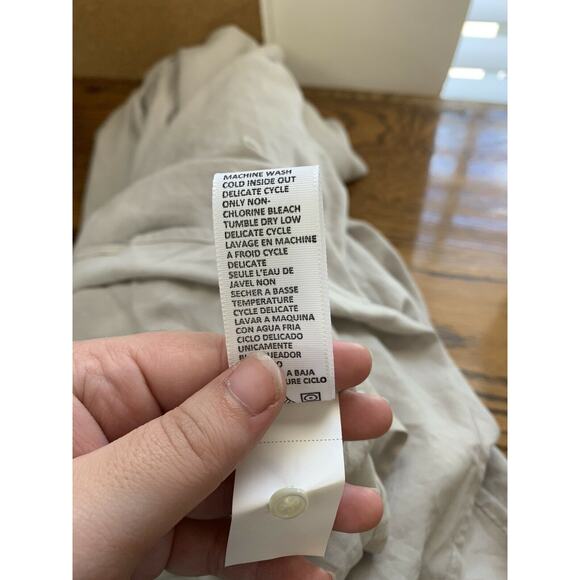 MACHINE WASH
COLD INSIDE OUT
DELICATE CYCLE
ONLY NON-
CHLORINE BLEACH
TUMBLE DRY LOW
DELICATE CYCLE
LAVAGE EN MACHINE
A FROID CYCLE
DELICATE
SEULE L'EAU DE
JAVEL NON
SECHER A BASSE
TEMPERATURE
CYCLE DELICATE
LAVAR A MAQUINA
CON AGUA FRIA
CICLO DELICADO
UNICAMENTE
A BAJA
CICLO